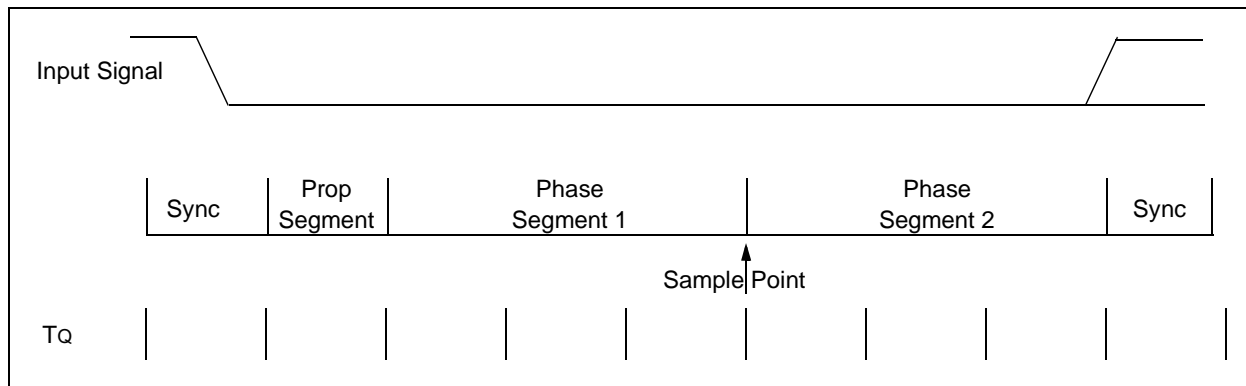 Input Signal
Sync
Prop
Segment
Phase
Segment 1
Phase
Segment 2
Sync
Sample Point
TQ